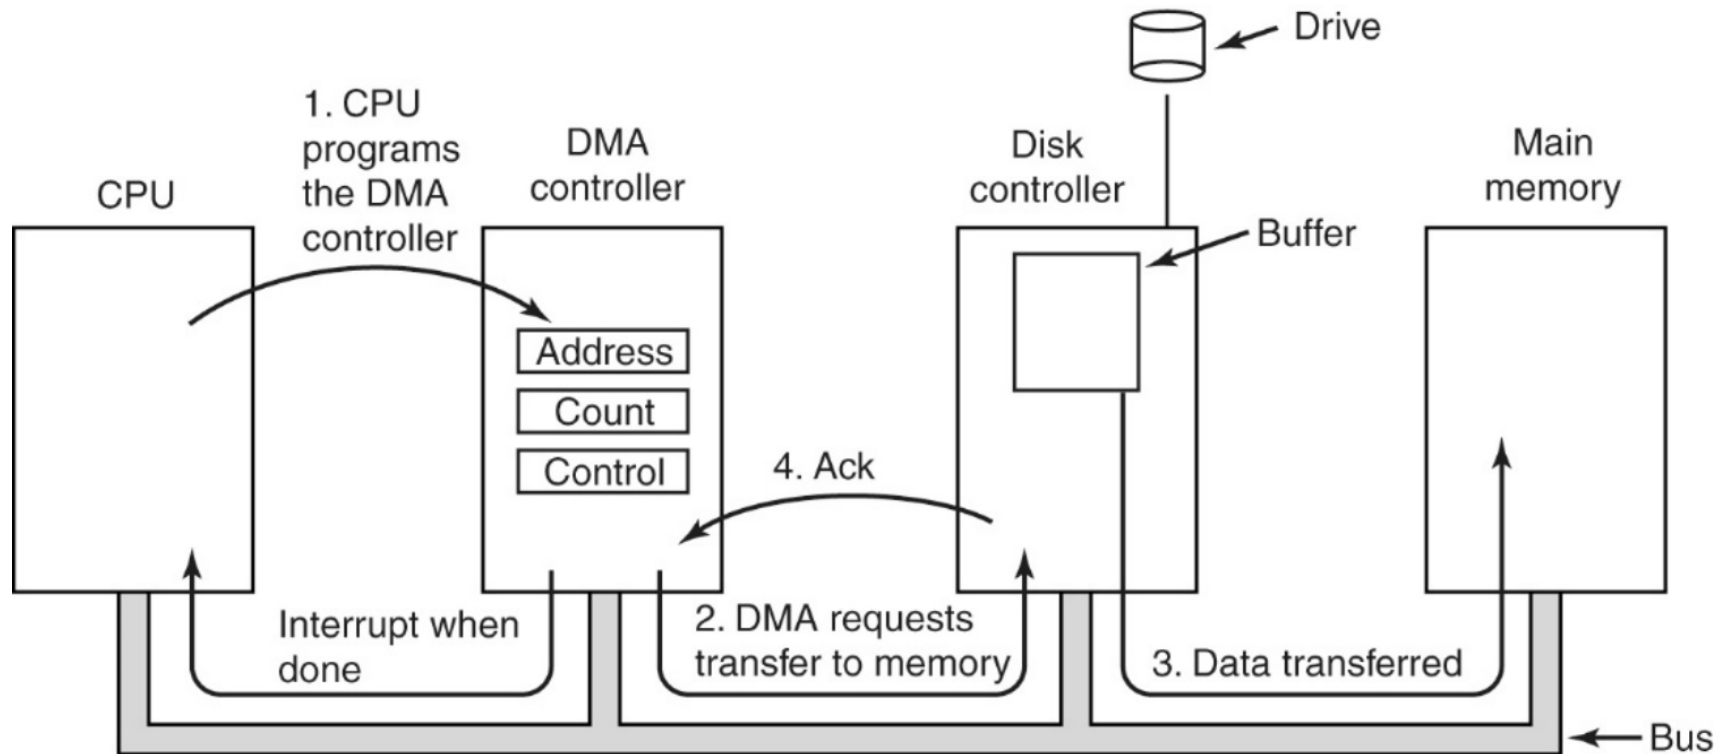 Drive
1. CPU
programs
the DMA
controller
CPU
DMA
controller
Disk
controller
Main
memory
Buffer
Address
Count
Control
4. Ack
Interrupt when
done
2. DMA requests
transfer to memory
3. Data transferred
Bus